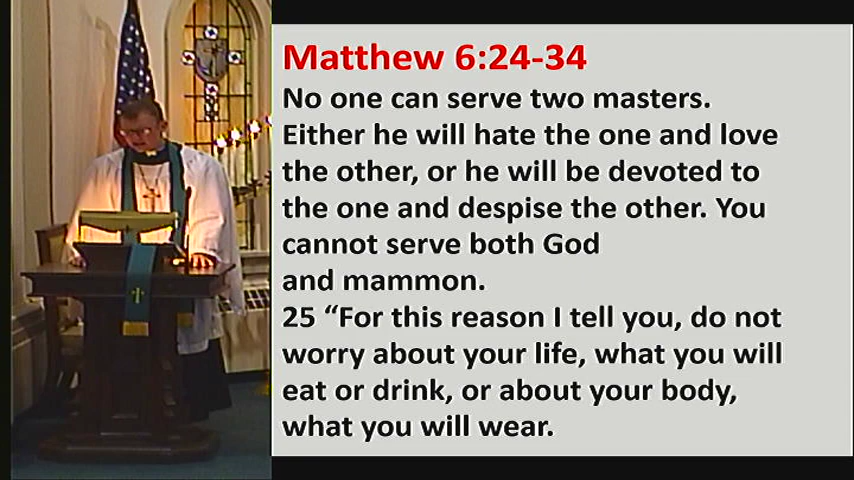 Matthew 6:24-34
No one can serve two masters.
Either he will hate the one and love
the other, or he will be devoted to
the one and despise the other. You
cannot serve both God
and mammon.
25 “For this reason I tell you, do not
worry about your life, what you will
eat or drink, or about your body,
what you will wear.